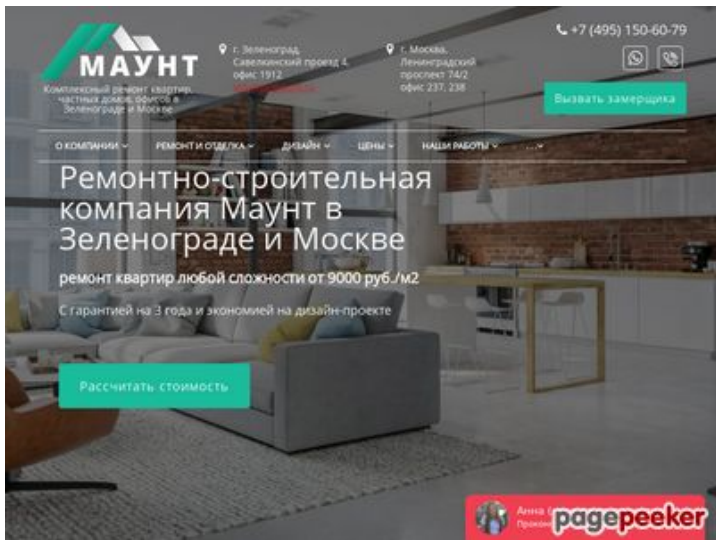 МАУНТ
Комплексный ремонт квартир,
частных домов, офисов в
Зеленограде и Москве
г. Зеленоград,
Савелкинский проезд 4,
офис 1912
г. Москва,
Ленинградский
проспект 74/2
офис 237, 238
+7 (495) 150-60-79
Вызвать замерщика
О КОМПАНИИ
РЕМОНТ И ОТДЕЛКА
ДИЗАЙН
ЦЕНЫ
НАШИ РАБОТЫ
...
Ремонтно-строительная
компания Маунт в
Зеленограде и Москве
ремонт квартир любой сложности от 9000 руб./м2
С гарантией на 3 года и экономией на дизайн-проекте
Рассчитать стоимость
Анна
pagepeeker